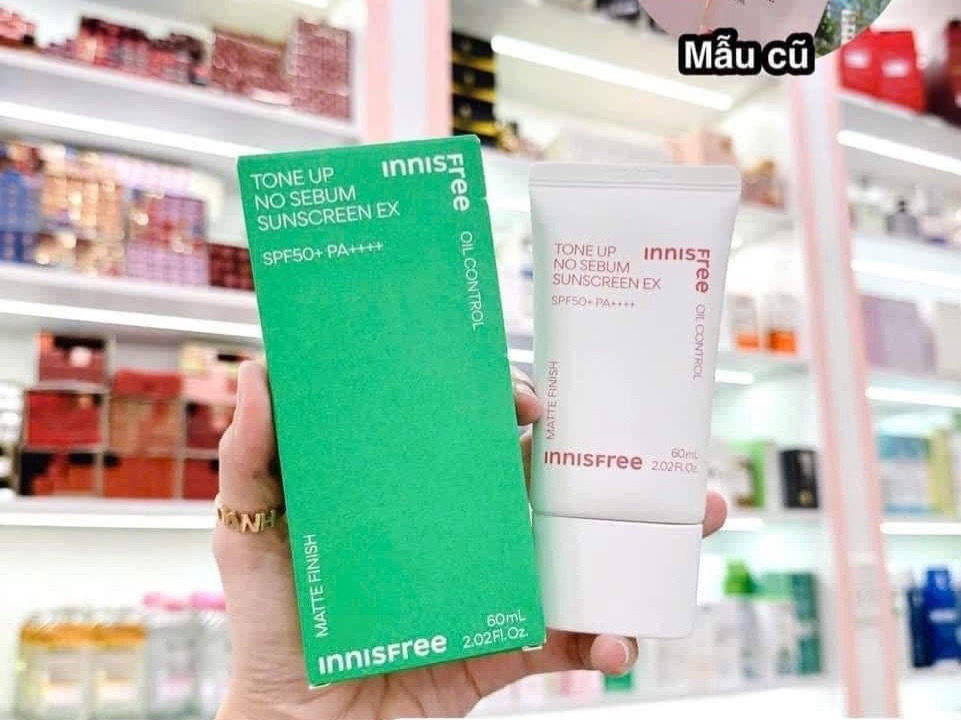 Mẫu cũ
TONE UP
NO SEBUM
SUNSCREEN EX
SPF50+ PA++++
INNISFree
OIL CONTROL
MATTE FINISH
INNISFree
60mL
2.02Fl.Oz.
TONE UP
NO SEBUM
SUNSCREEN EX
SPF50+ PA++++
INNISFree
OIL CONTROL
MATTE FINISH
INNISFree
60mL
2.02Fl.Oz.